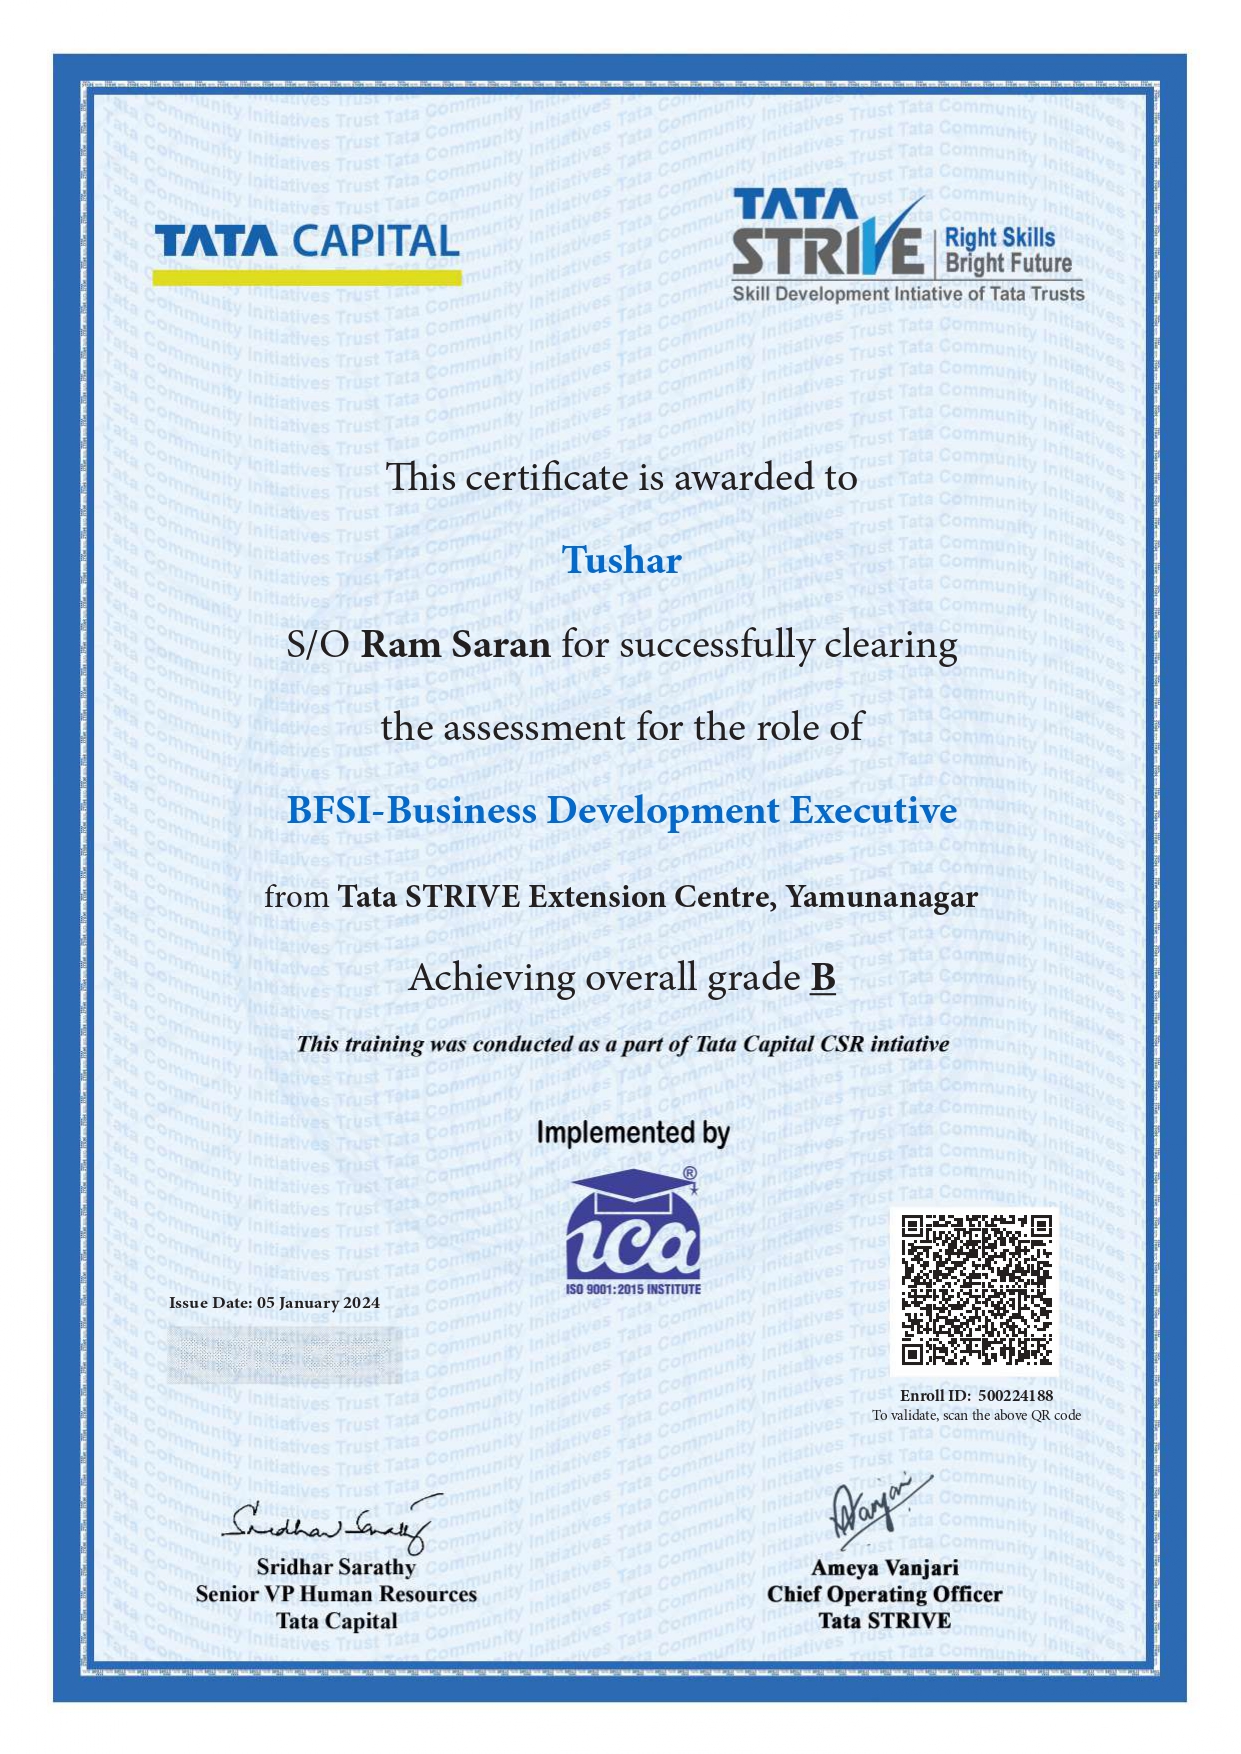 TATA CAPITAL
TATA
STRIVE
Right Skills
Bright Future
Skill Development Intiative of Tata Trusts
This certificate is awarded to
Tushar
S/O Ram Saran for successfully clearing
the assessment for the role of
BFSI-Business Development Executive
from Tata STRIVE Extension Centre, Yamunanagar
Achieving overall grade B
This training was conducted as a part of Tata Capital CSR intiative
Implemented by
ica ®
ISO 9001:2015 INSTITUTE
Issue Date: 05 January 2024
Enroll ID: 500224188
To validate, scan the above QR code
Sridhar Sarathy
Sridhar Sarathy
Senior VP Human Resources
Tata Capital
Ameya Vanjari
Chief Operating Officer
Tata STRIVE